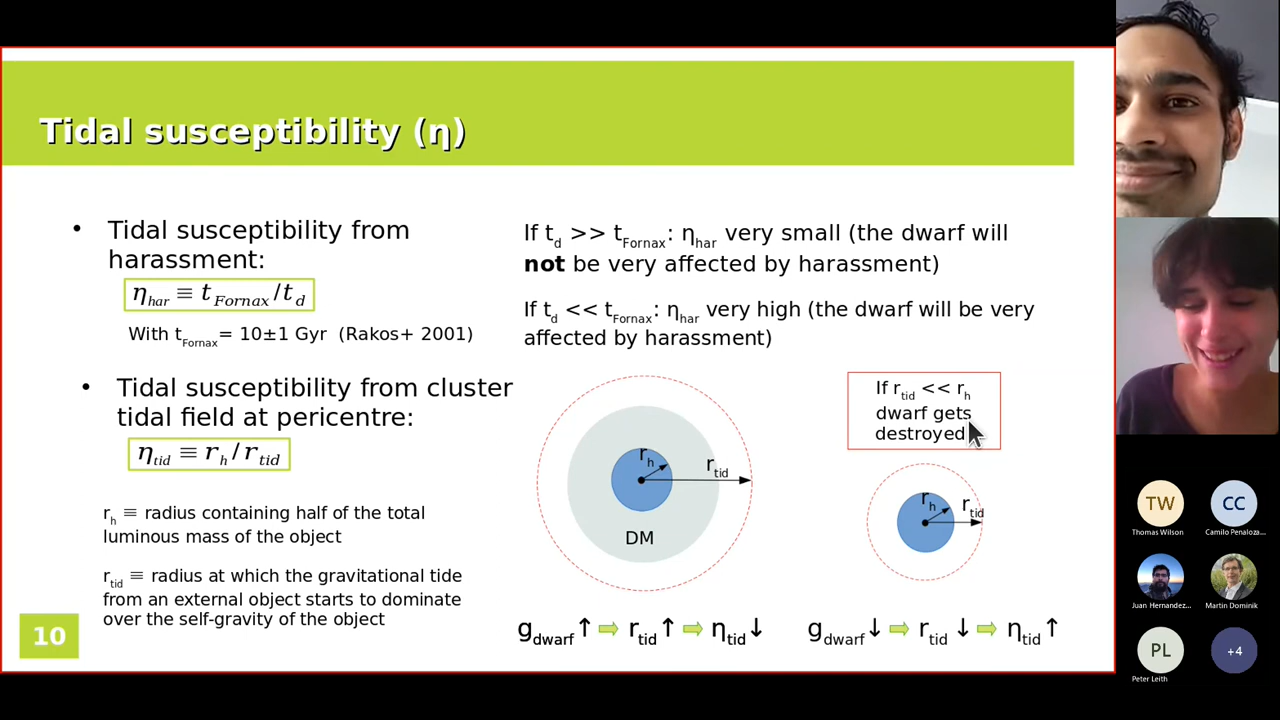 Tidal susceptibility (η)
• Tidal susceptibility from
harassment:
η_har ≡ t_Fornax / t_d
With t_Fornax = 10±1 Gyr (Rakos+ 2001)
• Tidal susceptibility from cluster
tidal field at pericentre:
η_tid ≡ r_h / r_tid
r_h ≡ radius containing half of the total
luminous mass of the object
r_tid ≡ radius at which the gravitational tide
from an external object starts to dominate
over the self-gravity of the object
10
If t_d >> t_Fornax: η_har very small (the dwarf will
not be very affected by harassment)
If t_d << t_Fornax: η_har very high (the dwarf will be very
affected by harassment)
r_h
r_tid
DM
g_dwarf ↑ ⇨ r_tid ↑ ⇨ η_tid ↓
If r_tid << r_h
dwarf gets
destroyed
r_h
r_tid
g_dwarf ↓ ⇨ r_tid ↓ ⇨ η_tid ↑
TW
Thomas Wilson
CC
Camilo Penaloza...
Juan Hernandez...
Martin Dominik
PL
Peter Leith
+4